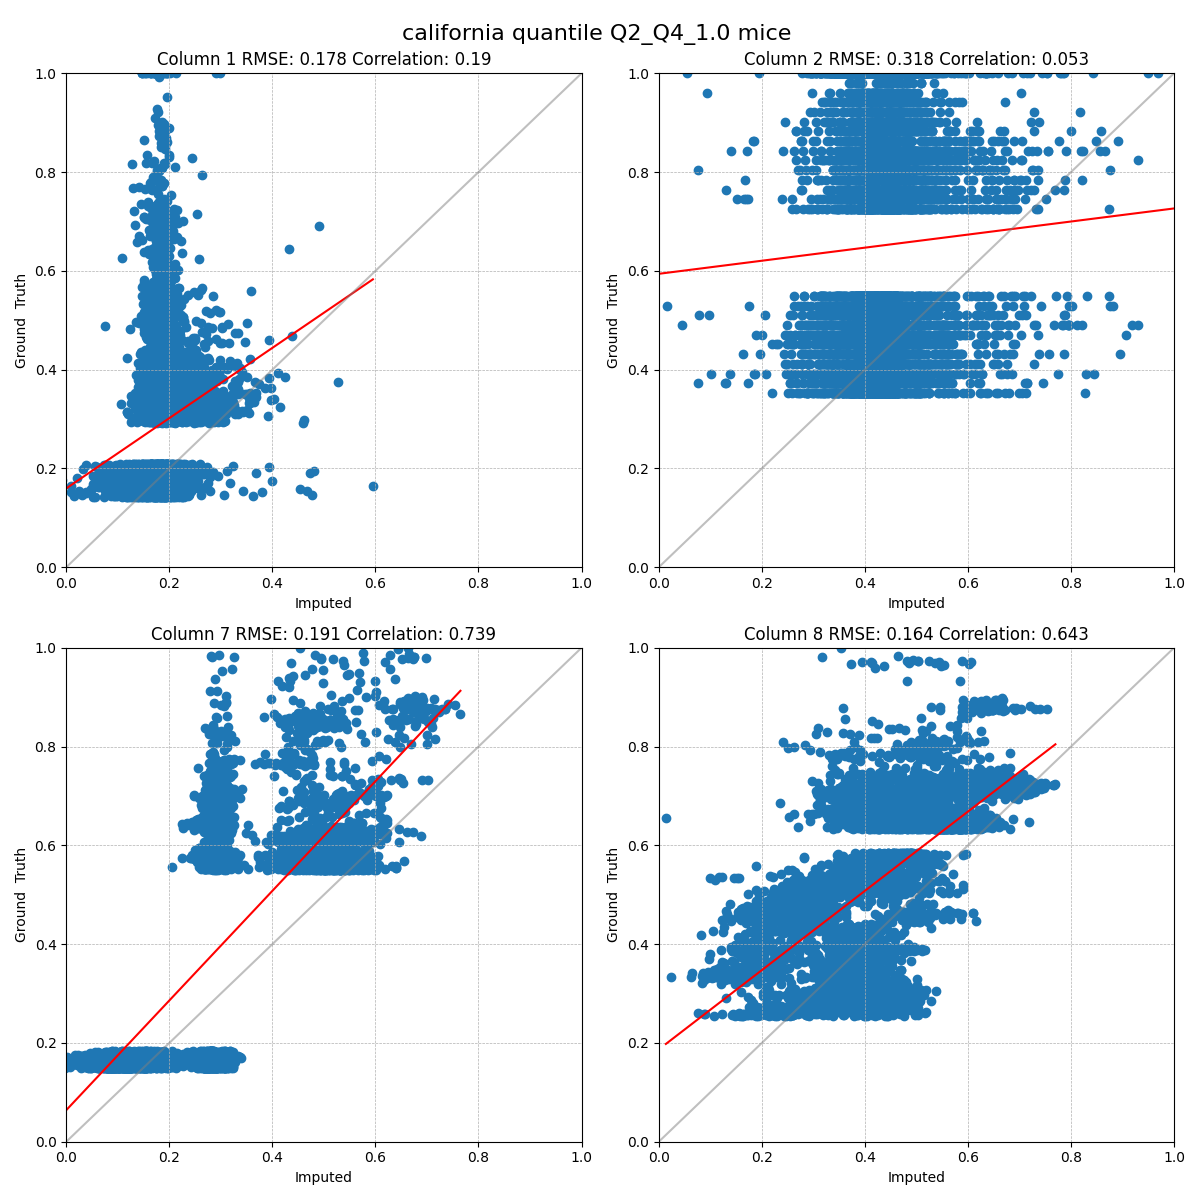 california quantile Q2_Q4_1.0 mice
Column 1 RMSE: 0.178 Correlation: 0.19
1.0
0.8
0.6
0.4
0.2
0.0
Ground Truth
0.0 0.2 0.4 0.6 0.8 1.0
Imputed
Column 2 RMSE: 0.318 Correlation: 0.053
1.0
0.8
0.6
0.4
0.2
0.0
Ground Truth
0.0 0.2 0.4 0.6 0.8 1.0
Imputed
Column 7 RMSE: 0.191 Correlation: 0.739
1.0
0.8
0.6
0.4
0.2
0.0
Ground Truth
0.0 0.2 0.4 0.6 0.8 1.0
Imputed
Column 8 RMSE: 0.164 Correlation: 0.643
1.0
0.8
0.6
0.4
0.2
0.0
Ground Truth
0.0 0.2 0.4 0.6 0.8 1.0
Imputed